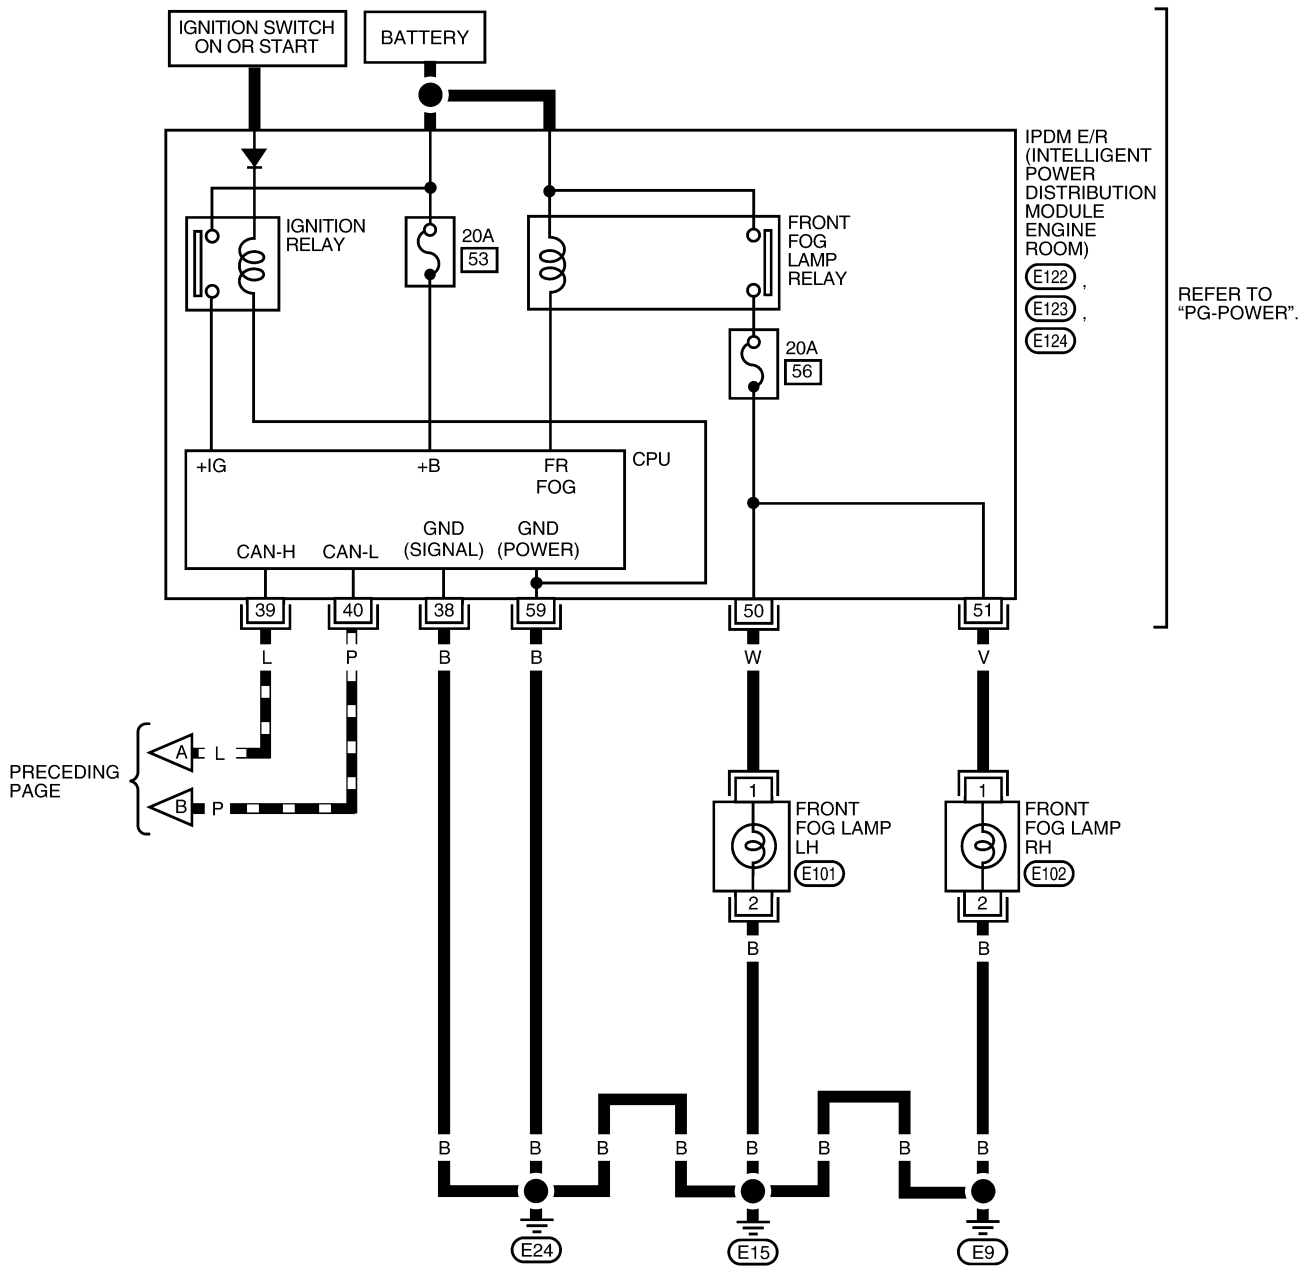 IGNITION SWITCH
ON OR START
BATTERY
IPDM E/R
(INTELLIGENT
POWER
DISTRIBUTION
MODULE
ENGINE
ROOM)
E122 ,
E123 ,
E124
REFER TO
“PG-POWER”.
IGNITION
RELAY
20A
53
FRONT
FOG
LAMP
RELAY
20A
56
CPU
+IG
+B
FR
FOG
CAN-H
CAN-L
GND
(SIGNAL)
GND
(POWER)
39
40
38
59
50
51
L
P
B
B
W
V
PRECEDING
PAGE
A
L
B
P
1
FRONT
FOG LAMP
LH
E101
2
1
FRONT
FOG LAMP
RH
E102
2
B
B
B
B
B
B
B
B
B
B
E24
E15
E9